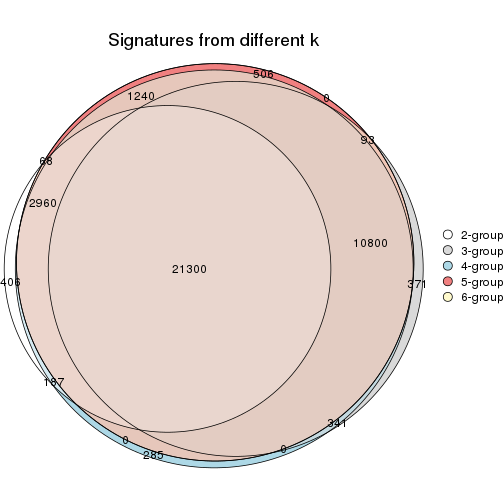 Signatures from different k
506
1240
0
93
68
2960
10800
21300
406
371
187
341
0
285
0
2-group
3-group
4-group
5-group
6-group